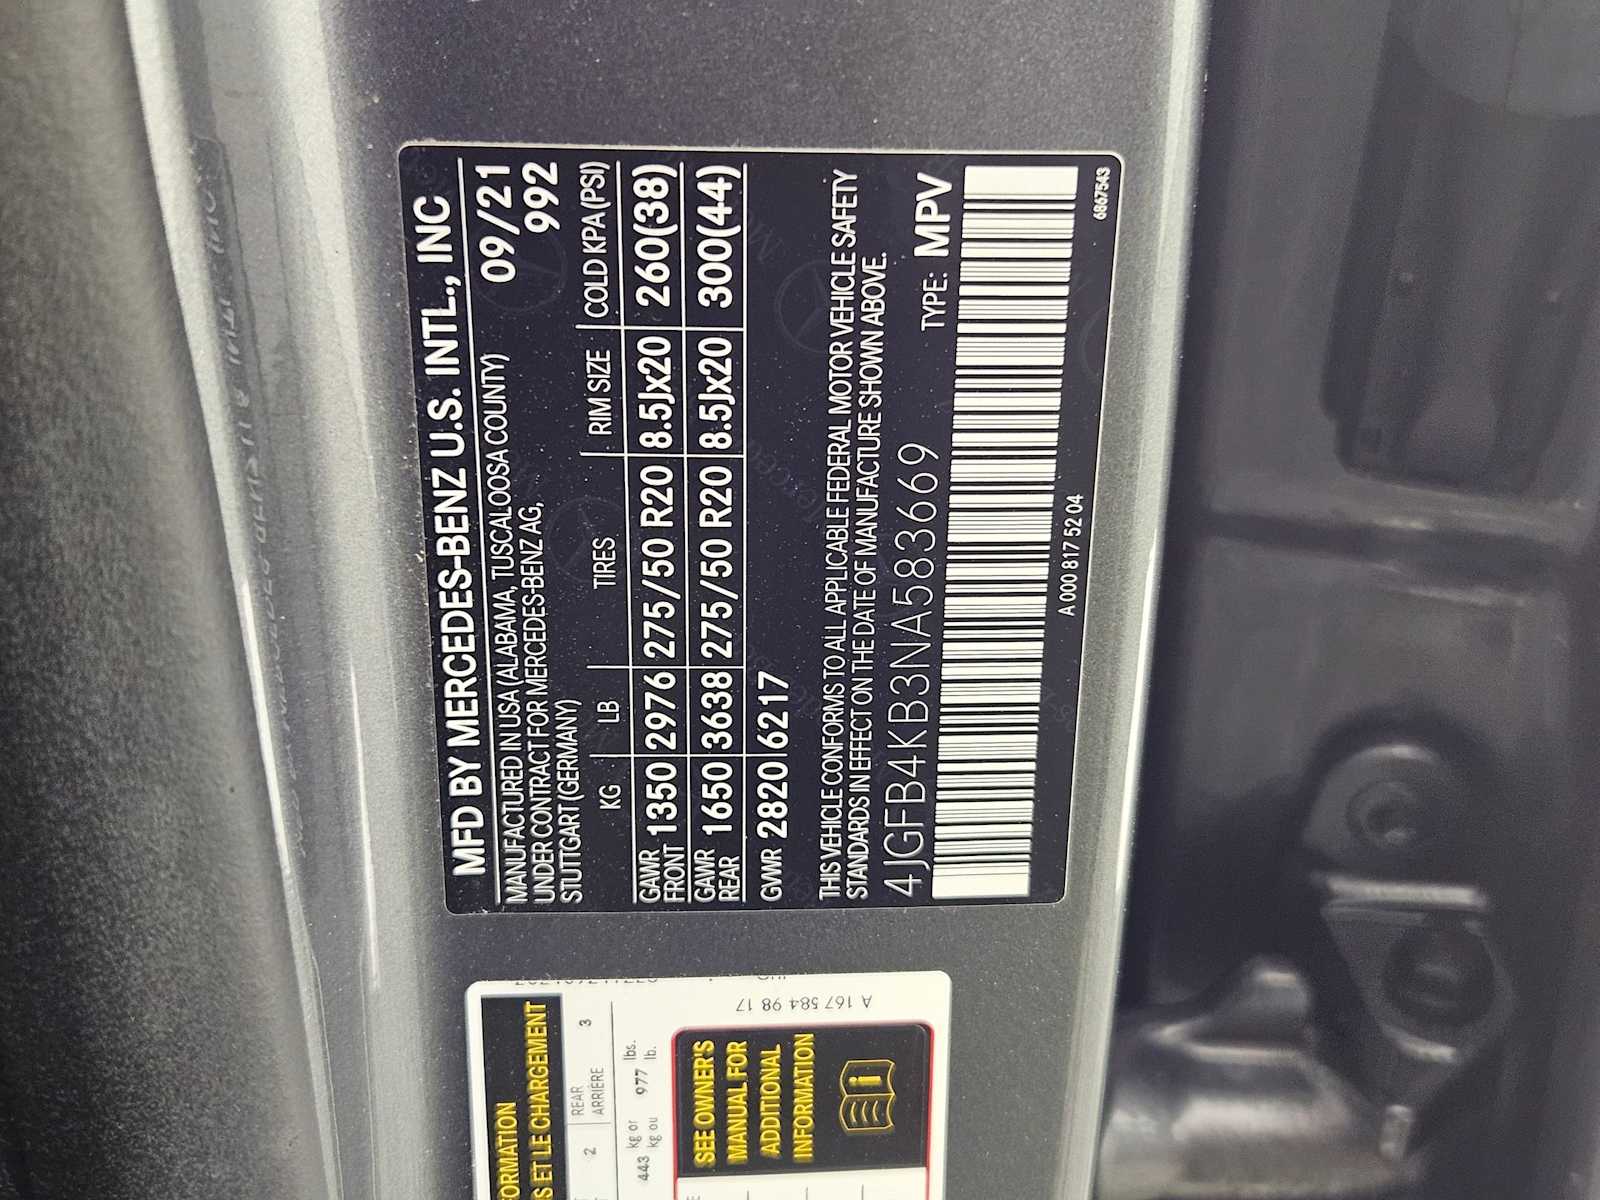 MFD BY MERCEDES-BENZ U.S. INTL., INC
MANUFACTURED IN USA (ALABAMA, TUSCALOOSA COUNTY) 09/21
UNDER CONTRACT FOR MERCEDES-BENZ AG, 992
STUTTGART (GERMANY)
KG LB TIRES RIM SIZE COLD KPA (PSI)
GAWR FRONT 1350 2976 275/50 R20 8.5Jx20 260(38)
GAWR REAR 1650 3638 275/50 R20 8.5Jx20 300(44)
GVWR 2820 6217
THIS VEHICLE CONFORMS TO ALL APPLICABLE FEDERAL MOTOR VEHICLE SAFETY
STANDARDS IN EFFECT ON THE DATE OF MANUFACTURE SHOWN ABOVE.
4JGFB4KB3NA583669 TYPE: MPV
A 000 817 52 04 6867543
ET LE CHARGEMENT
2 REAR 3
ARRIÈRE
443 kg or 977 lbs.
kg ou lb.
A 167 584 98 17
SEE OWNER'S
MANUAL FOR
ADDITIONAL
INFORMATION